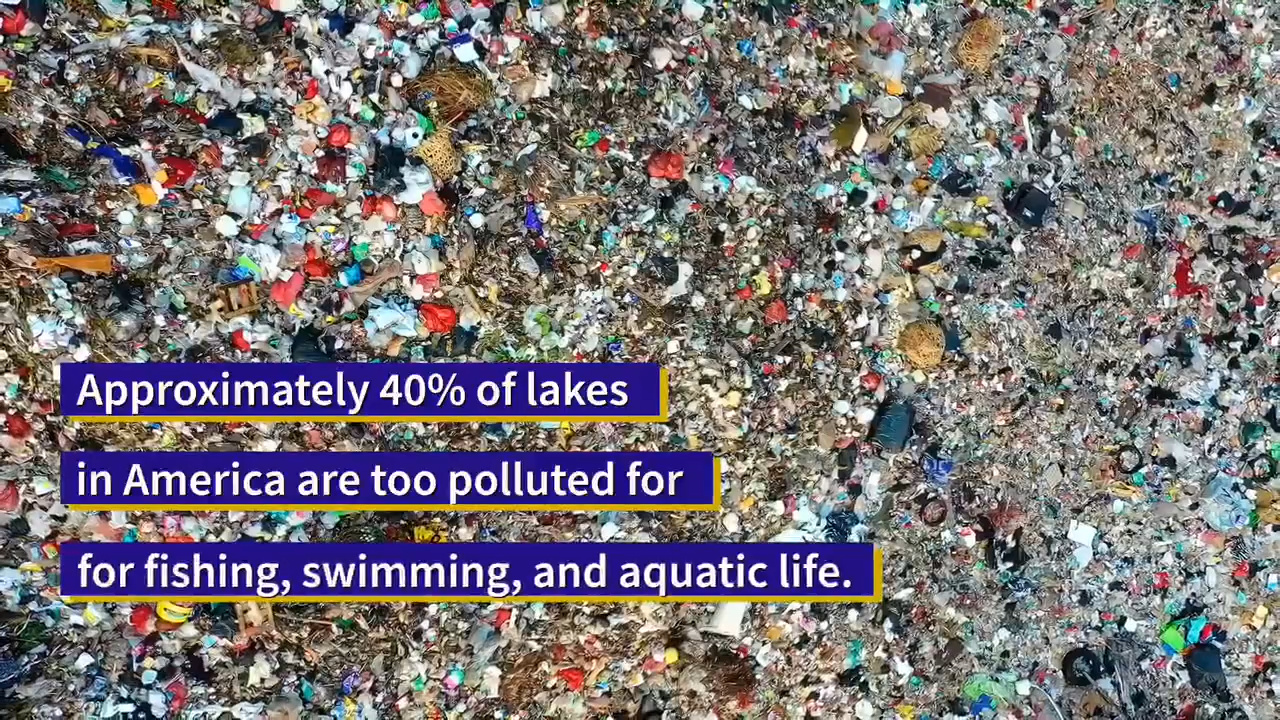 Approximately 40% of lakes
in America are too polluted for
for fishing, swimming, and aquatic life.